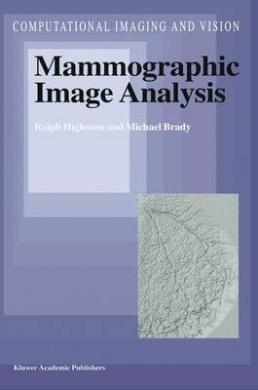 COMPUTATIONAL IMAGING AND VISION
Mammographic
Image Analysis
Ralph Highnam and Michael Brady
Kluwer Academic Publishers